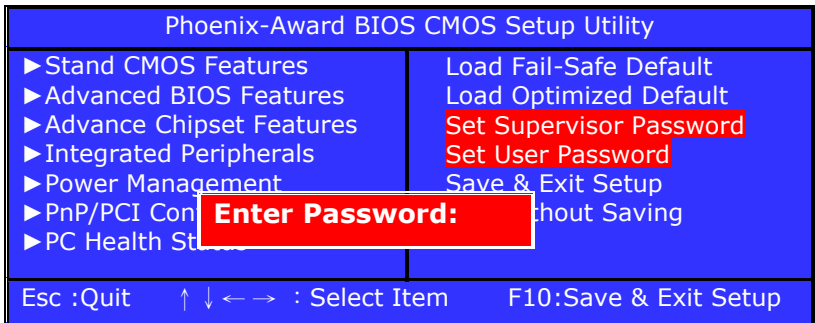 Phoenix-Award BIOS CMOS Setup Utility
►Stand CMOS Features
►Advanced BIOS Features
►Advance Chipset Features
►Integrated Peripherals
►Power Management
►PnP/PCI Con
►PC Health
Load Fail-Safe Default
Load Optimized Default
Set Supervisor Password
Set User Password
Save & Exit Setup
hout Saving
Enter Password:
Esc :Quit ↑↓←→ :Select Item F10:Save & Exit Setup